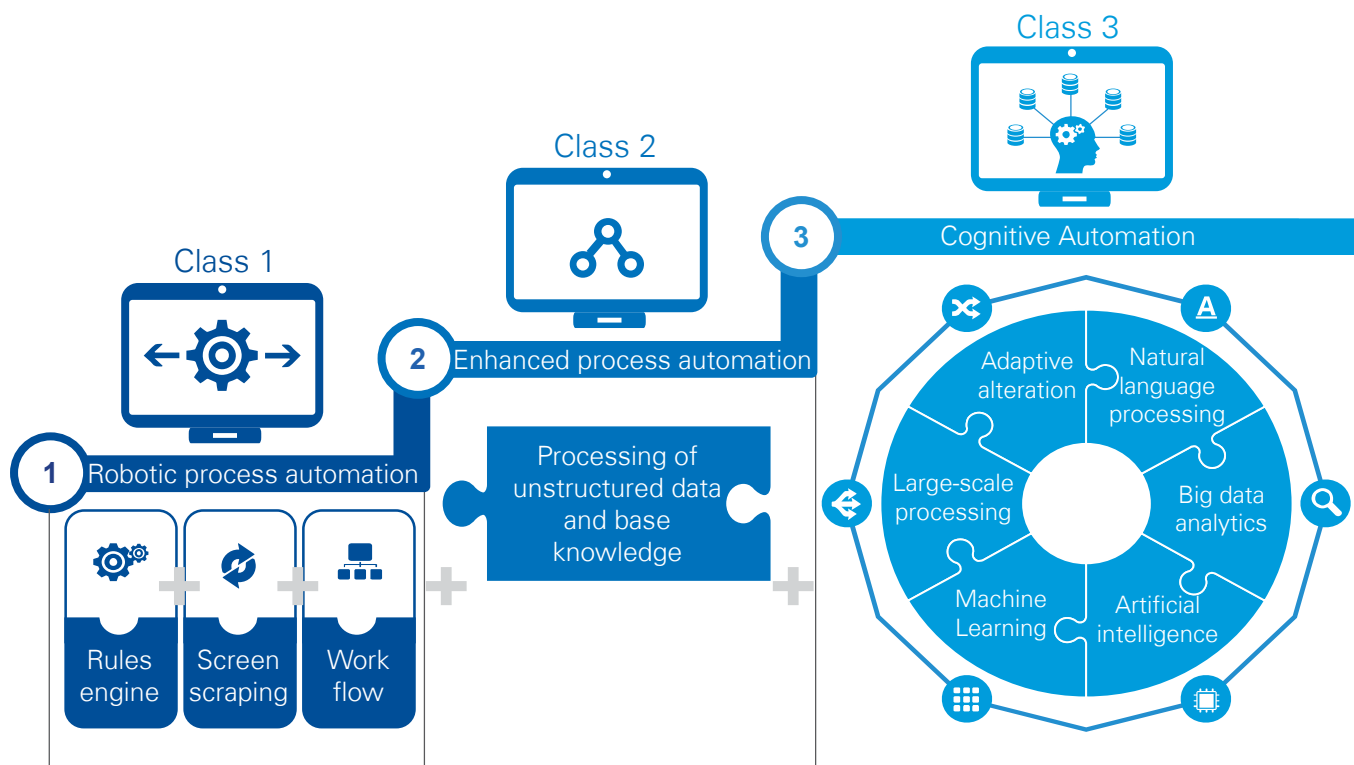 Class 1
1
Robotic process automation
Rules
engine
Screen
scraping
Work
flow
Class 2
2
Enhanced process automation
Processing of
unstructured data
and base
knowledge
Class 3
3
Cognitive Automation
Adaptive
alteration
Natural
language
processing
Large-scale
processing
Big data
analytics
Machine
Learning
Artificial
intelligence
A